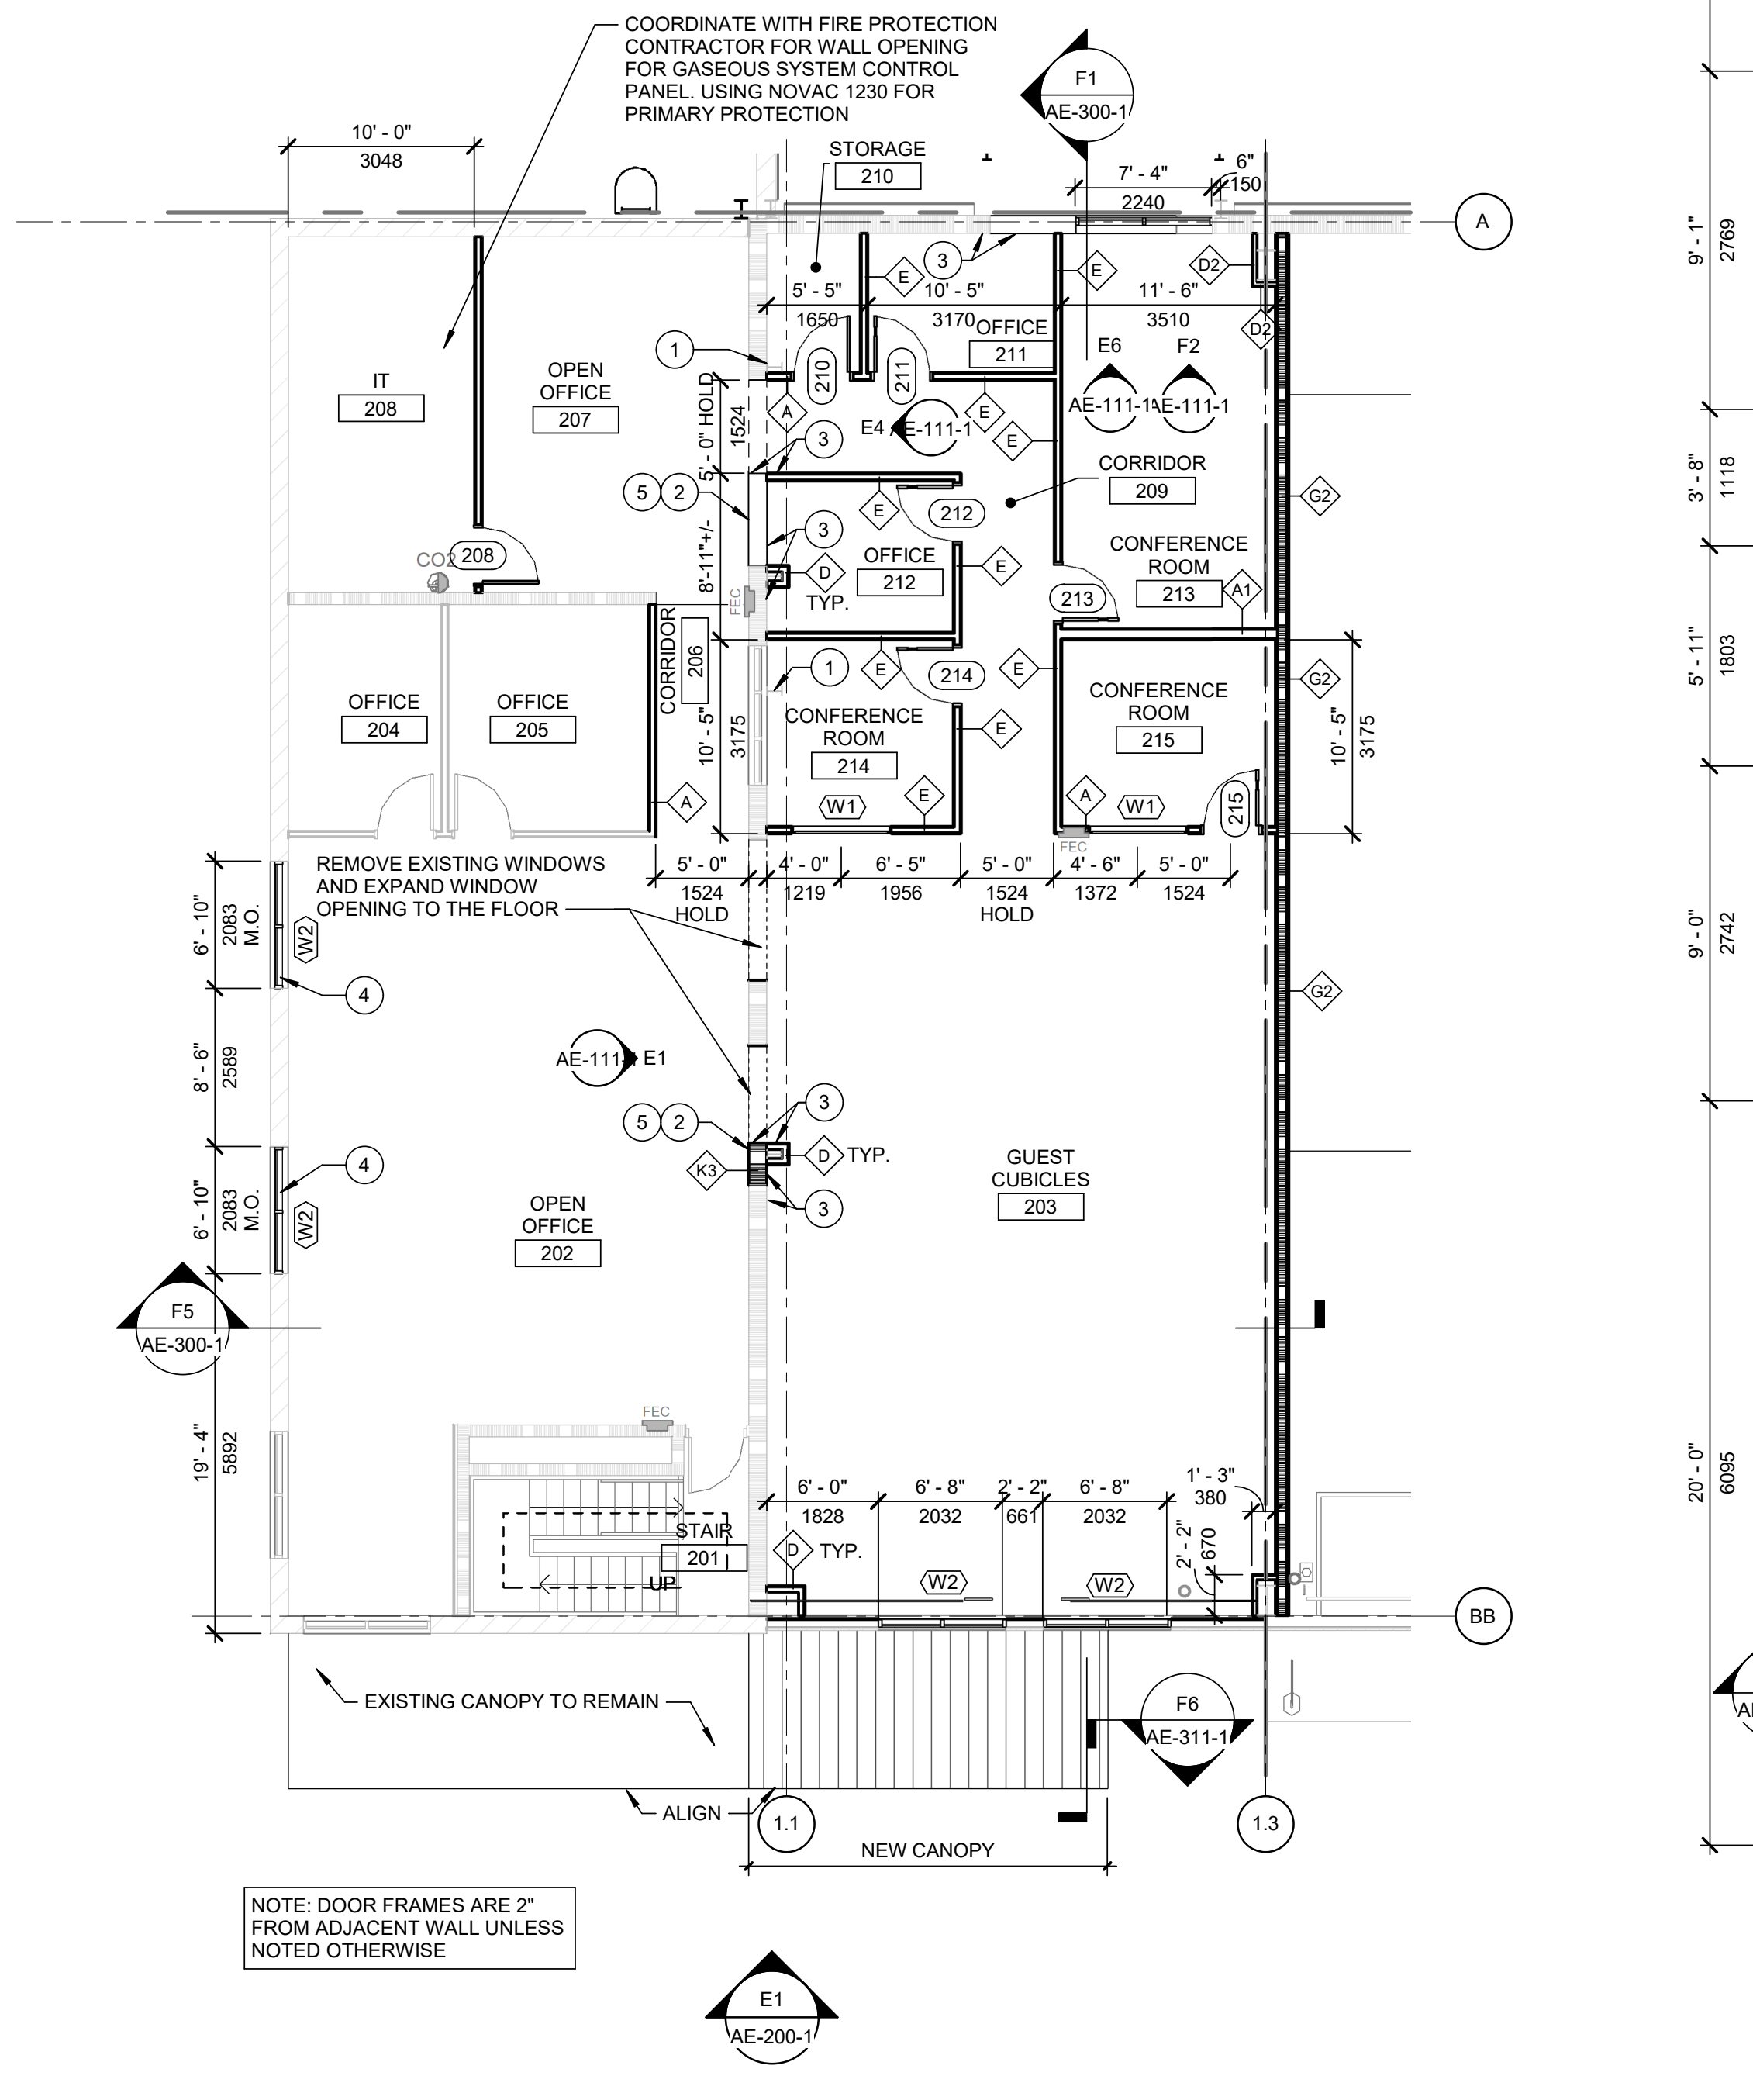 COORDINATE WITH FIRE PROTECTION
CONTRACTOR FOR WALL OPENING
FOR GASEOUS SYSTEM CONTROL
PANEL. USING NOVAC 1230 FOR
PRIMARY PROTECTION
F1
AE-300-1
10' - 0"
3048
STORAGE
210
7' - 4"
2240
6"
150
A
9' - 1"
2769
3
E
E
D2
5' - 5"
1650
10' - 5"
3170
11' - 6"
3510
D2
OFFICE
211
1
IT
208
OPEN
OFFICE
207
210
211
E6
AE-111-1
F2
AE-111-1
5' - 0" HOLD
1524
A
E
E4
AE-111-1
E
3
CORRIDOR
209
3' - 8"
1118
5
2
G2
E
212
3
8'-11"+/-
OFFICE
212
E
CONFERENCE
ROOM
213
CO2
208
D
TYP.
FEC
213
A1
CORRIDOR
206
5' - 11"
1803
E
214
E
1
G2
OFFICE
204
OFFICE
205
10' - 5"
3175
CONFERENCE
ROOM
214
E
CONFERENCE
ROOM
215
10' - 5"
3175
A
W1
E
A
W1
215
FEC
REMOVE EXISTING WINDOWS
AND EXPAND WINDOW
OPENING TO THE FLOOR
5' - 0"
1524
HOLD
4' - 0"
1219
6' - 5"
1956
5' - 0"
1524
HOLD
4' - 6"
1372
5' - 0"
1524
6' - 10"
2083
M.O.
W2
4
9' - 0"
2742
G2
8' - 6"
2589
AE-111-1
E1
3
5
2
4
K3
D
TYP.
3
6' - 10"
2083
M.O.
W2
OPEN
OFFICE
202
GUEST
CUBICLES
203
F5
AE-300-1
19' - 4"
5892
FEC
20' - 0"
6095
6' - 0"
1828
6' - 8"
2032
2' - 2"
661
6' - 8"
2032
1' - 3"
380
2' - 2"
670
STAIR
201
UP
D
TYP.
W2
W2
BB
EXISTING CANOPY TO REMAIN
F6
AE-311-1
ALIGN
1.1
1.3
NEW CANOPY
NOTE: DOOR FRAMES ARE 2"
FROM ADJACENT WALL UNLESS
NOTED OTHERWISE
E1
AE-200-1